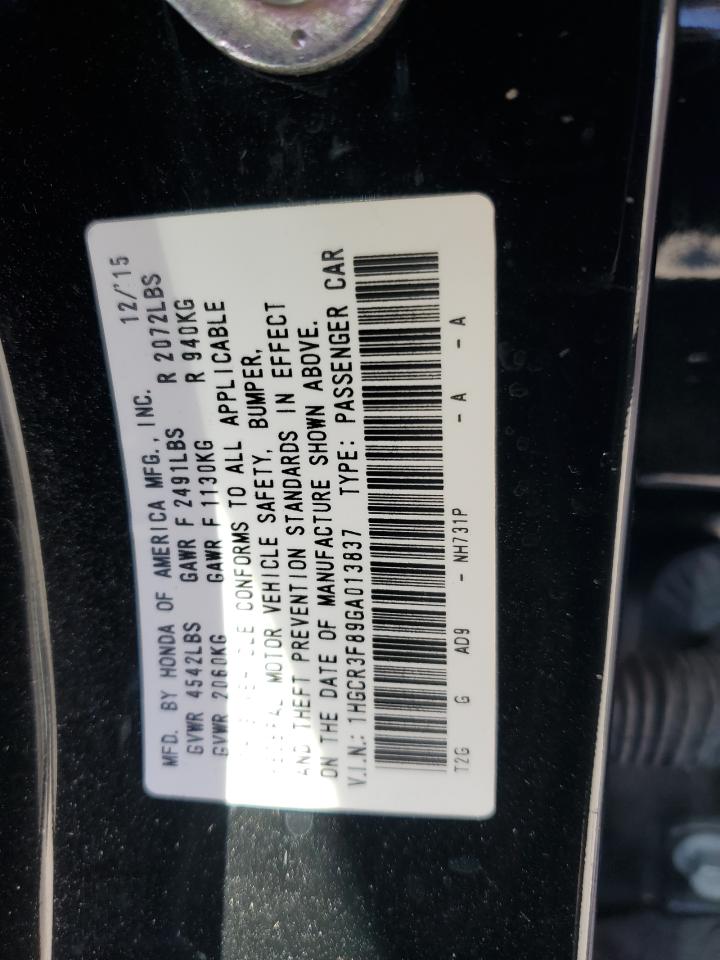 MFD. BY HONDA OF AMERICA MFG., INC. 12/'15
GVWR 4542LBS GAWR F 2491LBS R 2072LBS
GVWR 2060KG GAWR F 1130KG R 940KG
CONFORMS TO ALL APPLICABLE
MOTOR VEHICLE SAFETY, BUMPER,
AND THEFT PREVENTION STANDARDS IN EFFECT
ON THE DATE OF MANUFACTURE SHOWN ABOVE.
V.I.N.: 1HGCR3F89GA013837 TYPE: PASSENGER CAR
T2G G AD9 - NH731P - A - A